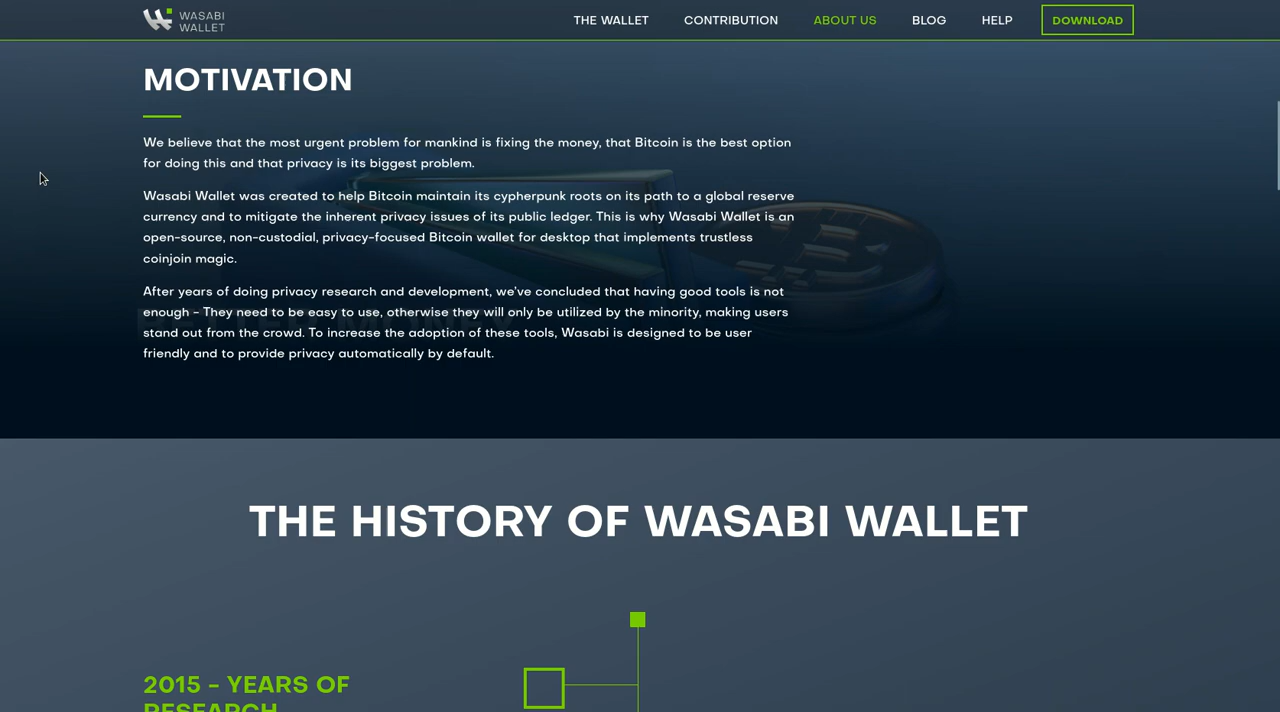 WASABI
WALLET
THE WALLET
CONTRIBUTION
ABOUT US
BLOG
HELP
DOWNLOAD
MOTIVATION
We believe that the most urgent problem for mankind is fixing the money, that Bitcoin is the best option
for doing this and that privacy is its biggest problem.
Wasabi Wallet was created to help Bitcoin maintain its cypherpunk roots on its path to a global reserve
currency and to mitigate the inherent privacy issues of its public ledger. This is why Wasabi Wallet is an
open-source, non-custodial, privacy-focused Bitcoin wallet for desktop that implements trustless
coinjoin magic.
After years of doing privacy research and development, we've concluded that having good tools is not
enough - They need to be easy to use, otherwise they will only be utilized by the minority, making users
stand out from the crowd. To increase the adoption of these tools, Wasabi is designed to be user
friendly and to provide privacy automatically by default.
THE HISTORY OF WASABI WALLET
2015 - YEARS OF
RESEARCH